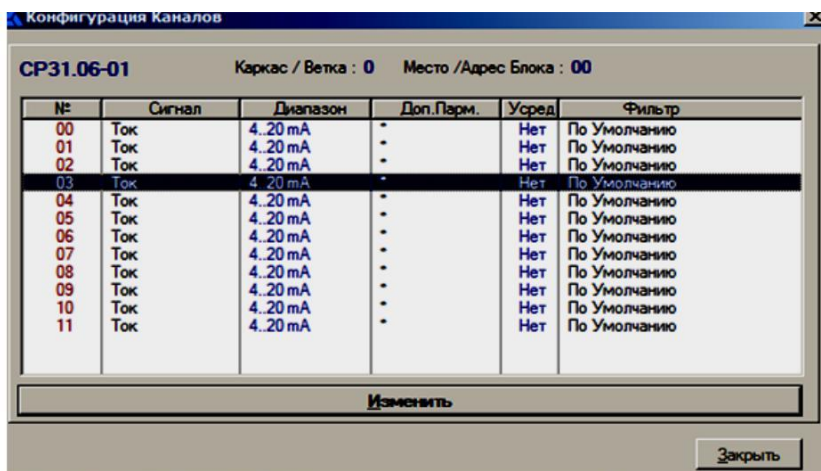 Конфигурация Каналов
СР31.06-01 Каркас / Ветка : 0 Место /Адрес Блока : 00
№ Сигнал Диапазон Доп.Парм. Усред Фильтр
00 Ток 4..20 mA * Нет По Умолчанию
01 Ток 4..20 mA * Нет По Умолчанию
02 Ток 4..20 mA * Нет По Умолчанию
03 Ток 4..20 mA * Нет По Умолчанию
04 Ток 4..20 mA * Нет По Умолчанию
05 Ток 4..20 mA * Нет По Умолчанию
06 Ток 4..20 mA * Нет По Умолчанию
07 Ток 4..20 mA * Нет По Умолчанию
08 Ток 4..20 mA * Нет По Умолчанию
09 Ток 4..20 mA * Нет По Умолчанию
10 Ток 4..20 mA * Нет По Умолчанию
11 Ток 4..20 mA * Нет По Умолчанию
Изменить
Закрыть